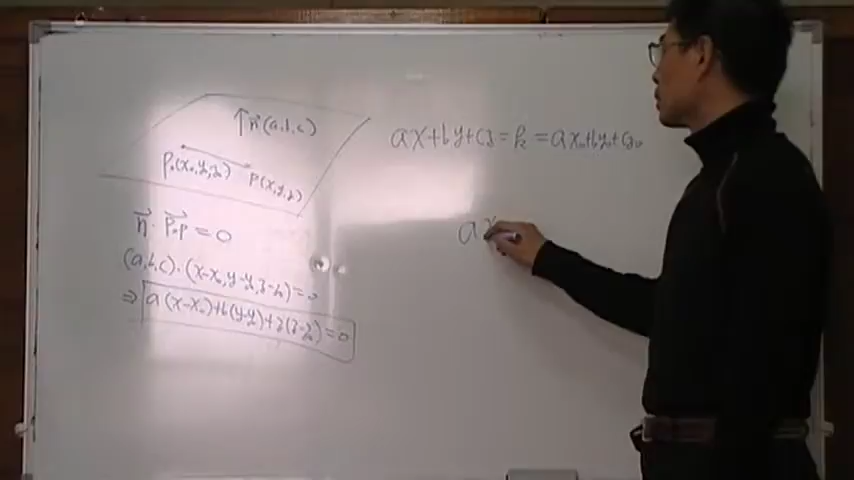 n⃗(a,b,c)
P₀(x₀,y₀,z₀)
P(x,y,z)
n⃗ · P₀P⃗ = 0
(a,b,c)·(x-x₀,y-y₀,z-z₀)=0
⇒ a(x-x₀)+b(y-y₀)+z(z-z₀)=0
ax+by+cz=k=ax₀+by₀+cz₀
ax